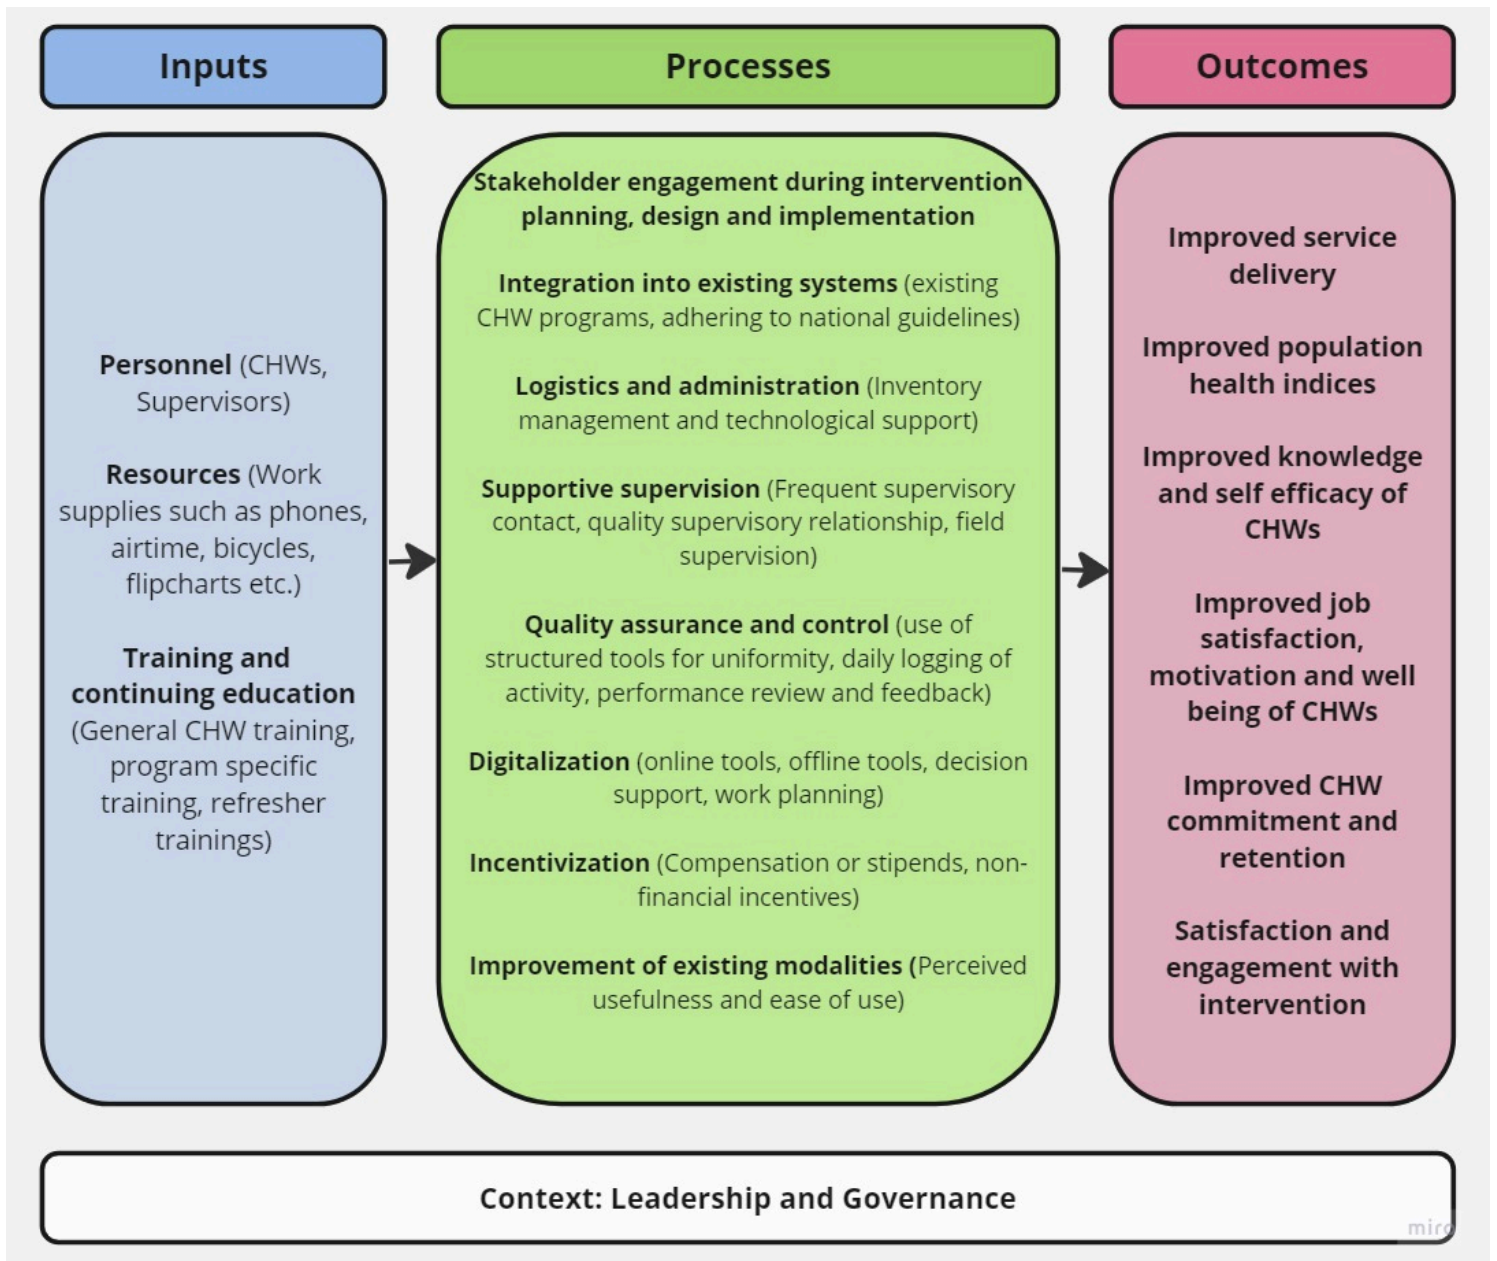 Inputs
Processes
Outcomes
Personnel (CHWs,
Supervisors)
Resources (Work
supplies such as phones,
airtime, bicycles,
flipcharts etc.)
Training and
continuing education
(General CHW training,
program specific
training, refresher
trainings)
Stakeholder engagement during intervention
planning, design and implementation
Integration into existing systems (existing
CHW programs, adhering to national guidelines)
Logistics and administration (Inventory
management and technological support)
Supportive supervision (Frequent supervisory
contact, quality supervisory relationship, field
supervision)
Quality assurance and control (use of
structured tools for uniformity, daily logging of
activity, performance review and feedback)
Digitalization (online tools, offline tools, decision
support, work planning)
Incentivization (Compensation or stipends, non-
financial incentives)
Improvement of existing modalities (Perceived
usefulness and ease of use)
Improved service
delivery
Improved population
health indices
Improved knowledge
and self efficacy of
CHWs
Improved job
satisfaction,
motivation and well
being of CHWs
Improved CHW
commitment and
retention
Satisfaction and
engagement with
intervention
Context: Leadership and Governance
miro